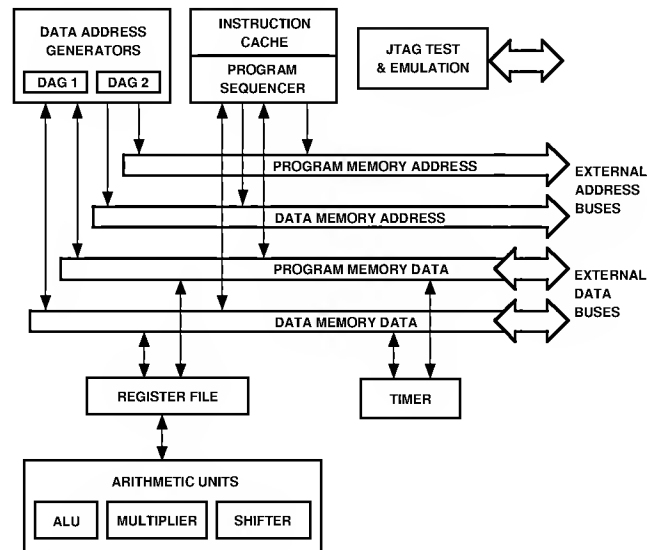 DATA ADDRESS
GENERATORS
DAG 1
DAG 2
INSTRUCTION
CACHE
PROGRAM
SEQUENCER
JTAG TEST
& EMULATION
PROGRAM MEMORY ADDRESS
EXTERNAL
ADDRESS
BUSES
DATA MEMORY ADDRESS
PROGRAM MEMORY DATA
EXTERNAL
DATA
BUSES
DATA MEMORY DATA
REGISTER FILE
TIMER
ARITHMETIC UNITS
ALU
MULTIPLIER
SHIFTER